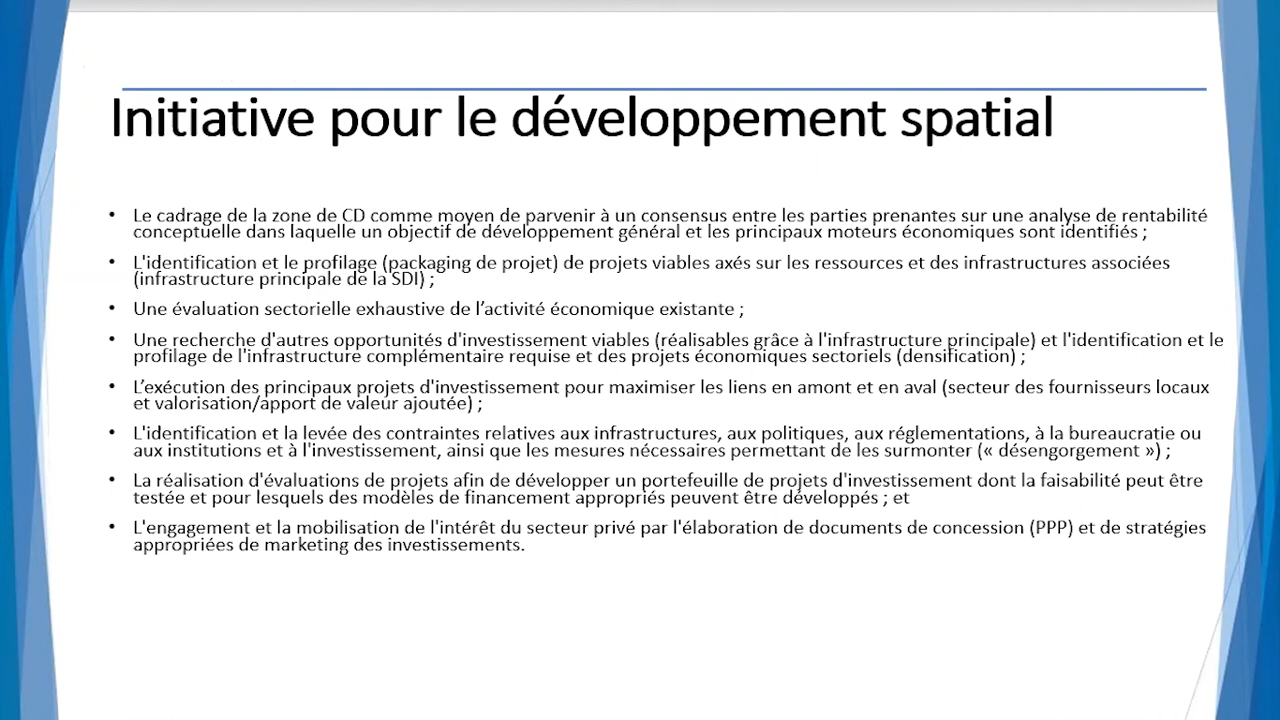 Initiative pour le développement spatial
• Le cadrage de la zone de CD comme moyen de parvenir à un consensus entre les parties prenantes sur une analyse de rentabilité
conceptuelle dans laquelle un objectif de développement général et les principaux moteurs économiques sont identifiés ;
• L'identification et le profilage (packaging de projet) de projets viables axés sur les ressources et des infrastructures associées
(infrastructure principale de la SDI) ;
• Une évaluation sectorielle exhaustive de l’activité économique existante ;
• Une recherche d'autres opportunités d'investissement viables (réalisables grâce à l'infrastructure principale) et l'identification et le
profilage de l'infrastructure complémentaire requise et des projets économiques sectoriels (densification) ;
• L’exécution des principaux projets d'investissement pour maximiser les liens en amont et en aval (secteur des fournisseurs locaux
et valorisation/apport de valeur ajoutée) ;
• L'identification et la levée des contraintes relatives aux infrastructures, aux politiques, aux réglementations, à la bureaucratie ou
aux institutions et à l'investissement, ainsi que les mesures nécessaires permettant de les surmonter (« désengorgement ») ;
• La réalisation d'évaluations de projets afin de développer un portefeuille de projets d'investissement dont la faisabilité peut être
testée et pour lesquels des modèles de financement appropriés peuvent être développés ; et
• L'engagement et la mobilisation de l'intérêt du secteur privé par l'élaboration de documents de concession (PPP) et de stratégies
appropriées de marketing des investissements.